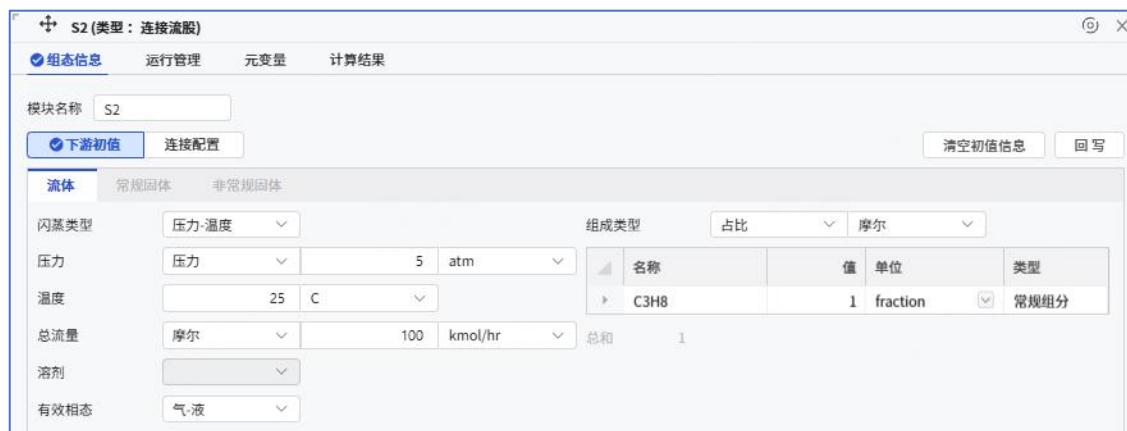 S2 (类型： 连接流股)
组态信息 运行管理 元变量 计算结果
模块名称 S2
下游初值 连接配置 清空初值信息 回写
流体 常规固体 非常规固体
闪蒸类型 压力-温度 组成类型 占比 摩尔
压力 压力 5 atm 名称 值 单位 类型
温度 25 C C3H8 1 fraction 常规组分
总流量 摩尔 100 kmol/hr 总和 1
溶剂
有效相态 气-液